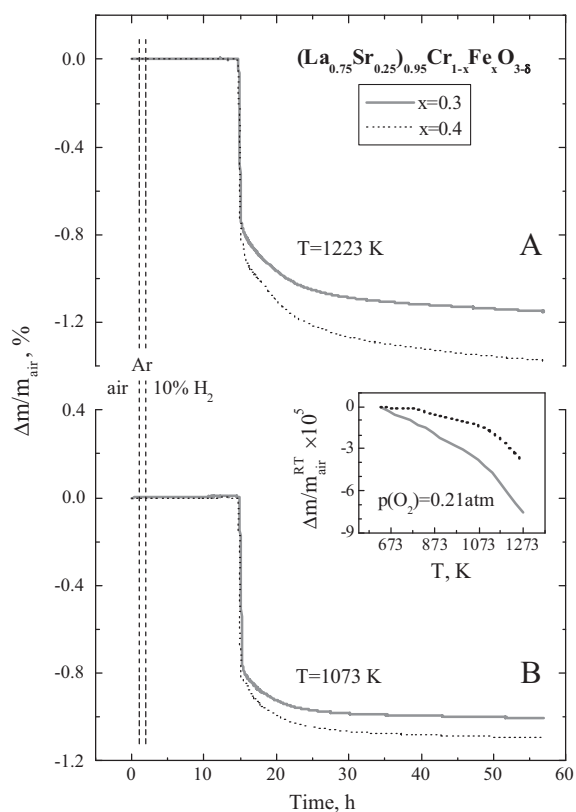 (La0.75Sr0.25)0.95Cr1-xFexO3-δ
x=0.3
x=0.4
0.0
-0.4
-0.8
-1.2
T=1223 K
A
Δm/mair, %
air
Ar
10% H2
0.4
0.0
-0.4
-0.8
-1.2
T=1073 K
B
0
-3
-6
-9
Δm/mRTair ×105
p(O2)=0.21atm
673 873 1073 1273
T, K
0 10 20 30 40 50 60
Time, h